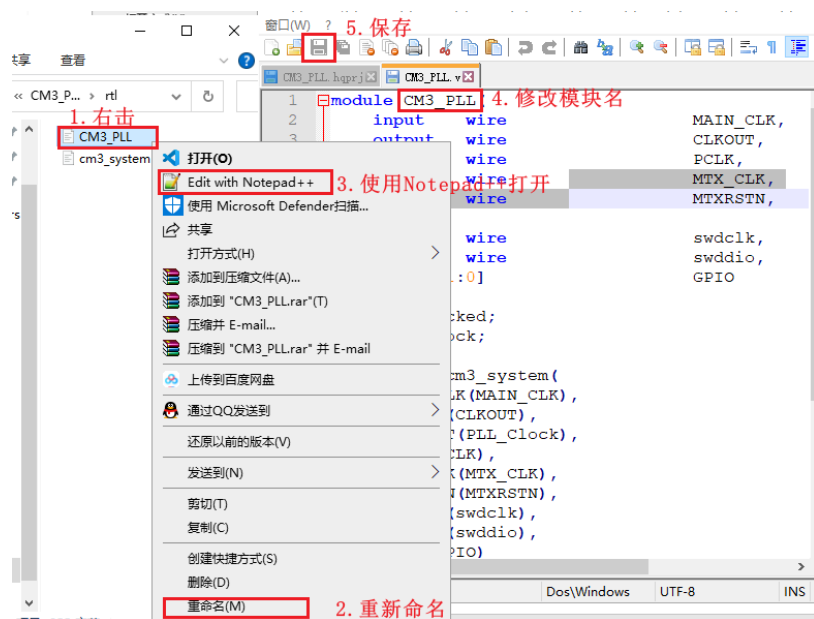 窗口(W) ?
5. 保存
享 查看
« CM3_P... › rtl
CM3_PLL.hqprj
CM3_PLL.v
1. 右击
CM3_PLL
cm3_system
打开(O)
Edit with Notepad++
3. 使用Notepad++打开
使用 Microsoft Defender扫描...
共享
打开方式(H)
添加到压缩文件(A)...
添加到 "CM3_PLL.rar"(T)
压缩并 E-mail...
压缩到 "CM3_PLL.rar" 并 E-mail
上传到百度网盘
通过QQ发送到
还原以前的版本(V)
发送到(N)
剪切(T)
复制(C)
创建快捷方式(S)
删除(D)
重命名(M)
2. 重新命名
1 module CM3_PLL
4. 修改模块名
2 input wire MAIN_CLK,
3 output wire CLKOUT,
wire PCLK,
wire MTX_CLK,
wire MTXRSTN,
wire swdclk,
wire swddio,
:0] GPIO
cked;
ock;
cm3_system(
LK(MAIN_CLK),
(CLKOUT),
T(PLL_Clock),
CLK),
K(MTX_CLK),
N(MTXRSTN),
(swdclk),
(swddio),
PIO)
Dos\Windows UTF-8 INS